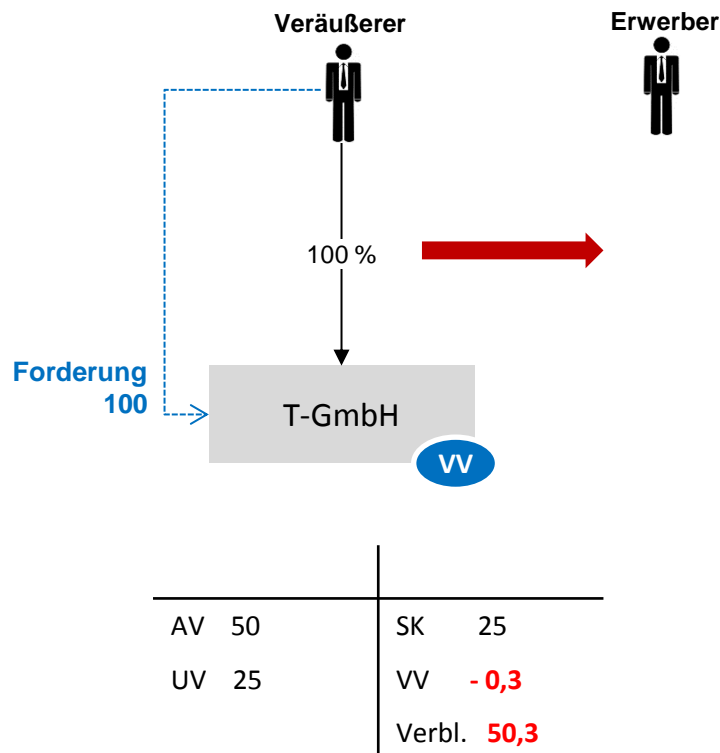 Veräußerer
Erwerber
100 %
Forderung
100
T-GmbH
VV
AV 50
SK 25
UV 25
VV - 0,3
Verbl. 50,3